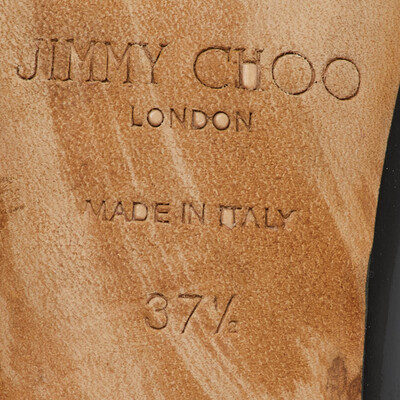 JIMMY CHOO
LONDON
MADE IN ITALY
37½